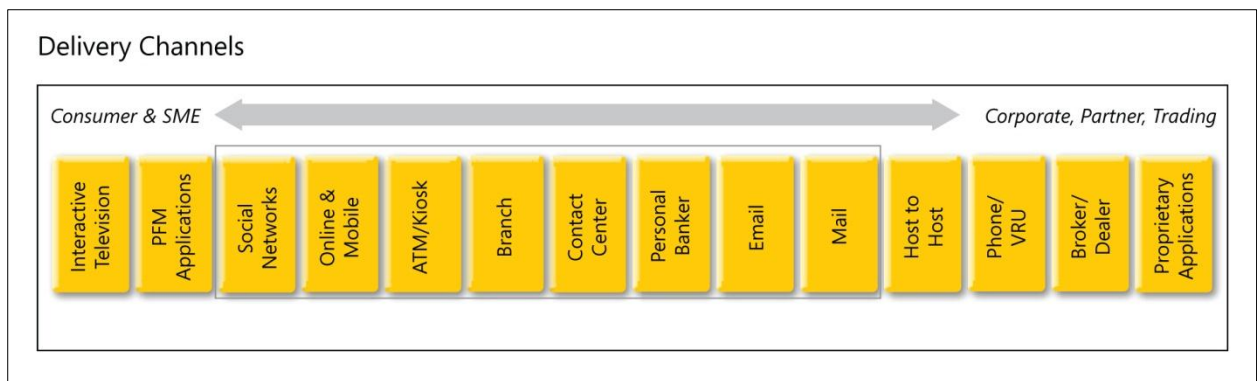 Delivery Channels
Consumer & SME
Corporate, Partner, Trading
Interactive
Television
PFM
Applications
Social
Networks
Online &
Mobile
ATM/Kiosk
Branch
Contact
Center
Personal
Banker
Email
Mail
Host to
Host
Phone/
VRU
Broker/
Dealer
Proprietary
Applications